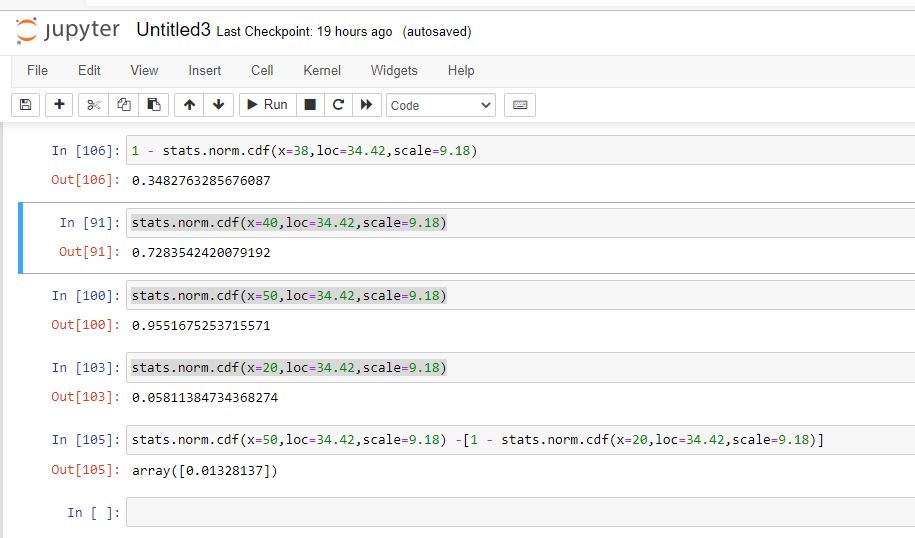 jupyter Untitled3 Last Checkpoint: 19 hours ago (autosaved)
File Edit View Insert Cell Kernel Widgets Help
Run Code
In [106]: 1 - stats.norm.cdf(x=38,loc=34.42,scale=9.18)
Out[106]: 0.3482763285676087
In [91]: stats.norm.cdf(x=40,loc=34.42,scale=9.18)
Out[91]: 0.7283542420079192
In [100]: stats.norm.cdf(x=50,loc=34.42,scale=9.18)
Out[100]: 0.9551675253715571
In [103]: stats.norm.cdf(x=20,loc=34.42,scale=9.18)
Out[103]: 0.05811384734368274
In [105]: stats.norm.cdf(x=50,loc=34.42,scale=9.18) -[1 - stats.norm.cdf(x=20,loc=34.42,scale=9.18)]
Out[105]: array([0.01328137])
In [ ]: